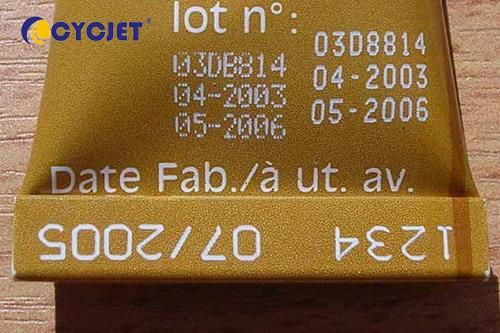 CYCJET
lot n°:
03D8814
04-2003
05-2006
03D8814
04-2003
05-2006
Date Fab./à ut. av.
1234 07/2005